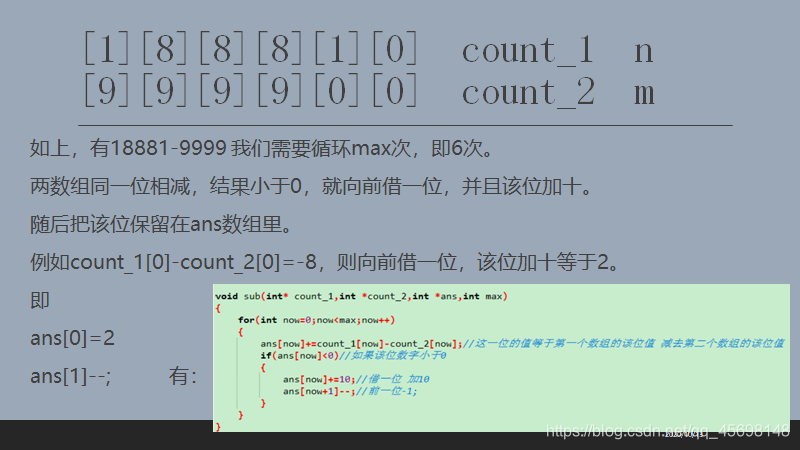 [1][8][8][8][1][0] count_1 n
[9][9][9][9][0][0] count_2 m
如上，有18881-9999 我们需要循环max次，即6次。
两数组同一位相减，结果小于0，就向前借一位，并且该位加十。
随后把该位保留在ans数组里。
例如count_1[0]-count_2[0]=-8，则向前借一位，该位加十等于2。
即
ans[0]=2
ans[1]--; 有：
void sub(int* count_1,int *count_2,int *ans,int max)
{
for(int now=0;now<max;now++)
{
ans[now]+=count_1[now]-count_2[now];//这一位的值等于第一个数组的该位值 减去第二个数组的该位值
if(ans[now]<0)//如果该位数字小于0
{
ans[now]+=10;//借一位 加10
ans[now+1]--;//前一位-1;
}
}
}
https://blog.csdn.net/qq_45698148